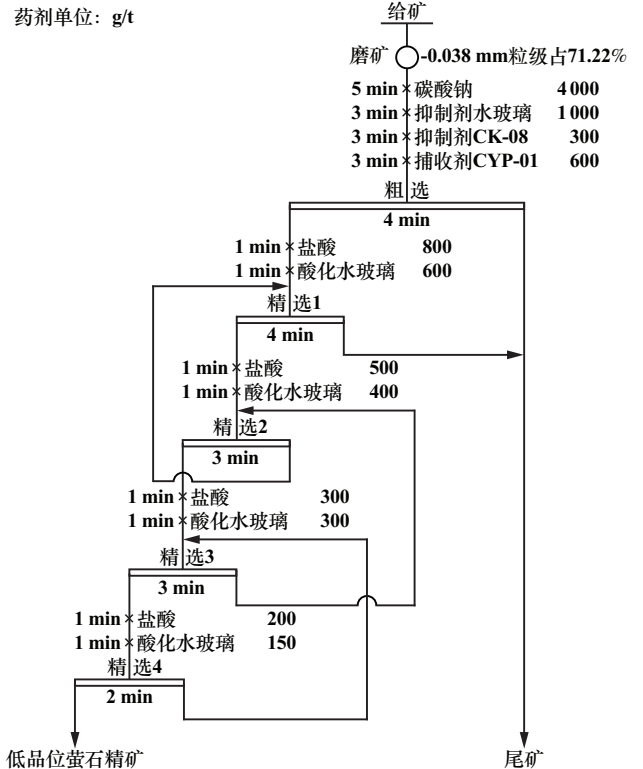 药剂单位：g/t
给矿
磨矿 -0.038 mm粒级占71.22%
5 min 碳酸钠 4 000
3 min 抑制剂水玻璃 1 000
3 min 抑制剂CK-08 300
3 min 捕收剂CYP-01 600
粗选
4 min
1 min 盐酸 800
1 min 酸化水玻璃 600
精选1
4 min
1 min 盐酸 500
1 min 酸化水玻璃 400
精选2
3 min
1 min 盐酸 300
1 min 酸化水玻璃 300
精选3
3 min
1 min 盐酸 200
1 min 酸化水玻璃 150
精选4
2 min
低品位萤石精矿 尾矿